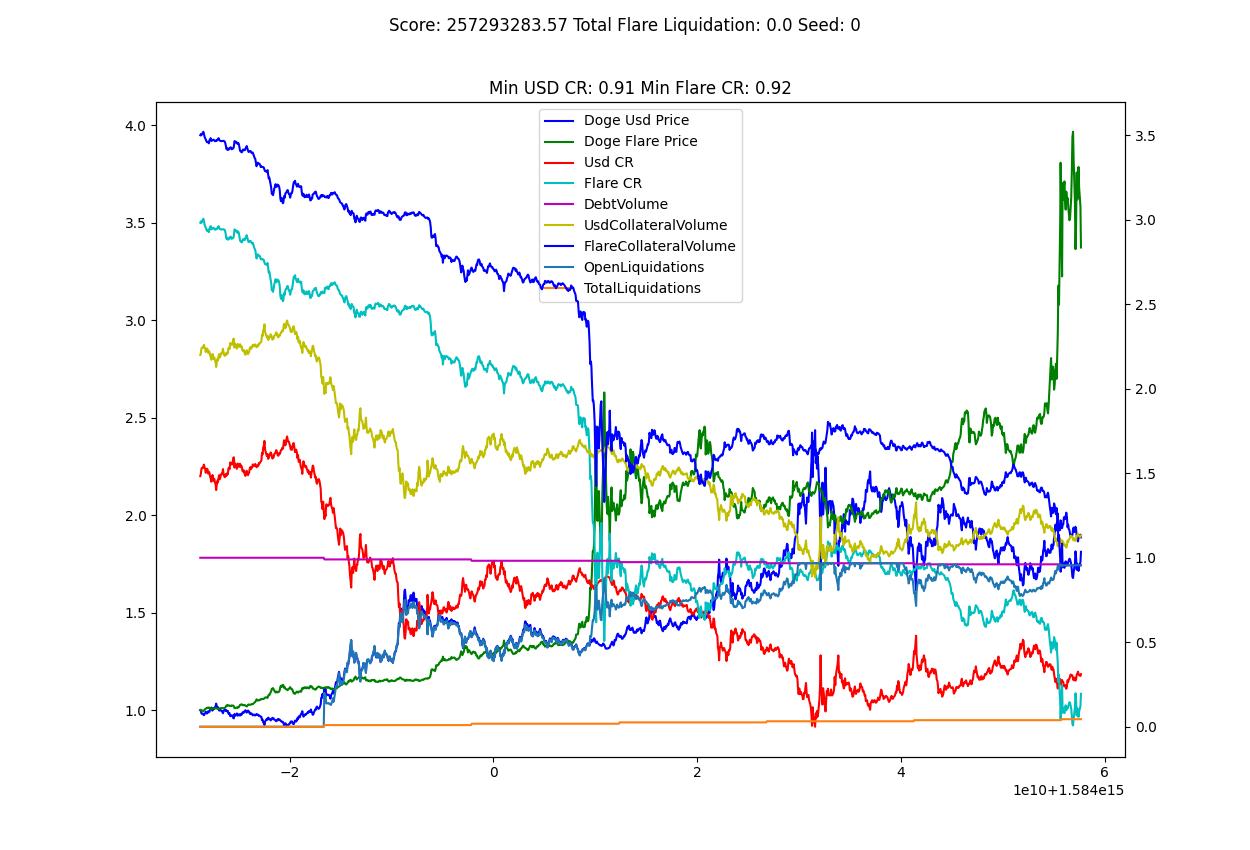 Score: 257293283.57 Total Flare Liquidation: 0.0 Seed: 0
Min USD CR: 0.91 Min Flare CR: 0.92
Doge Usd Price
Doge Flare Price
Usd CR
Flare CR
DebtVolume
UsdCollateralVolume
FlareCollateralVolume
OpenLiquidations
TotalLiquidations
4.0
3.5
3.0
2.5
2.0
1.5
1.0
3.5
3.0
2.5
2.0
1.5
1.0
0.5
0.0
−2 0 2 4 6
1e10+1.584e15